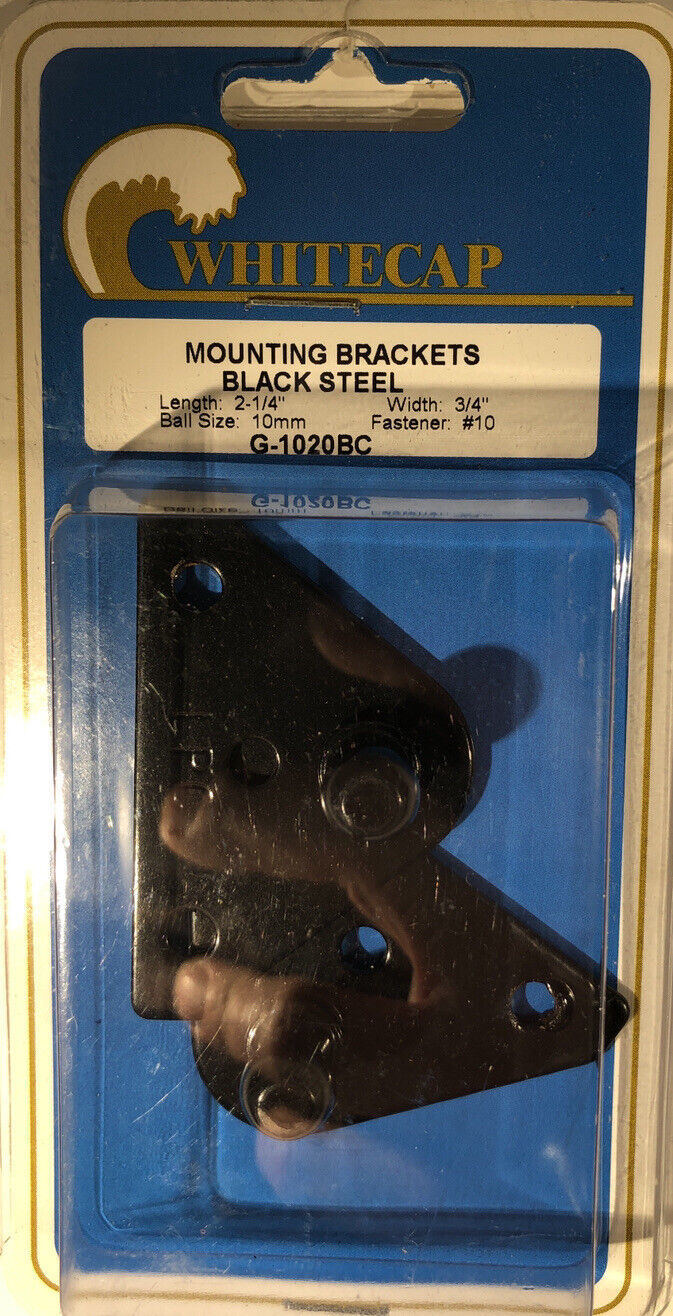 WHITECAP
MOUNTING BRACKETS
BLACK STEEL
Length: 2-1/4" Width: 3/4"
Ball Size: 10mm Fastener: #10
G-1020BC